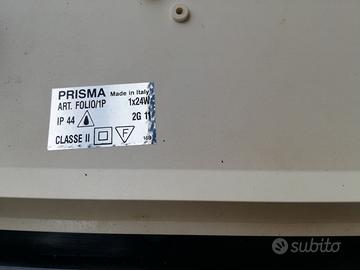 PRISMA Made in Italy
ART. FOLIO/1P 1x24W
IP 44 2G 11
CLASSE II F
subito